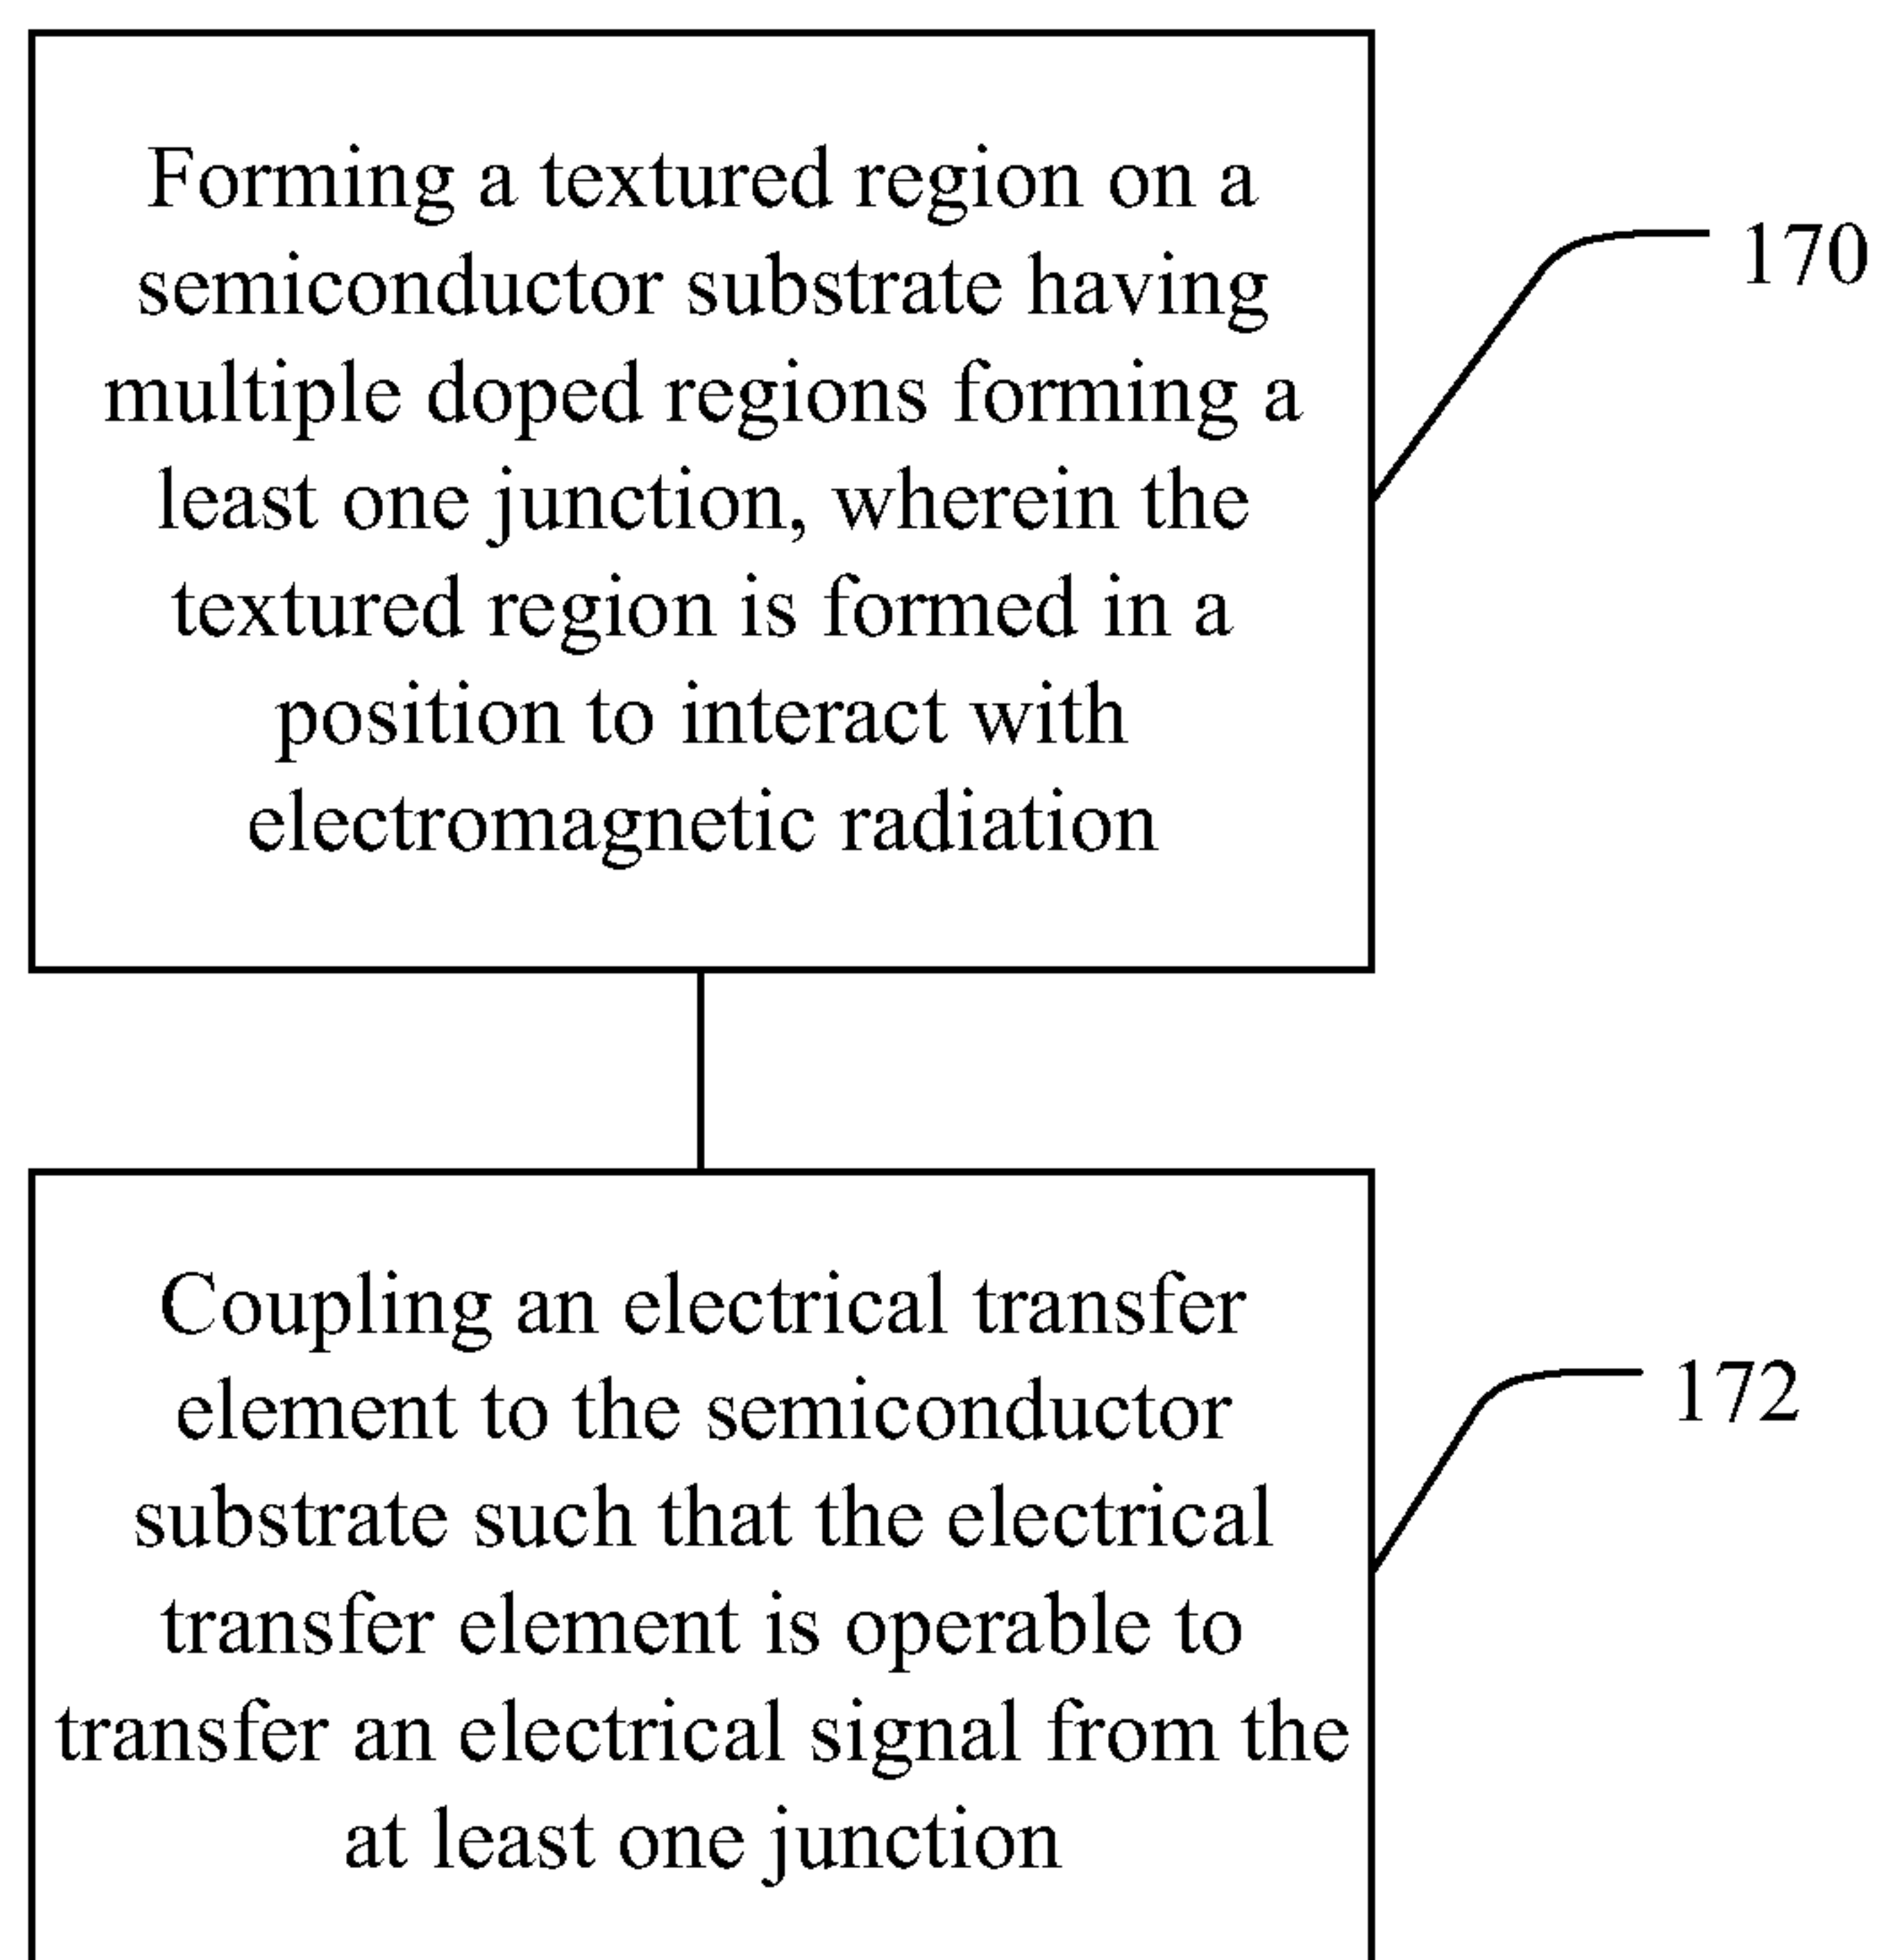 Forming a textured region on a
semiconductor substrate having
multiple doped regions forming a
least one junction, wherein the
textured region is formed in a
position to interact with
electromagnetic radiation
170
Coupling an electrical transfer
element to the semiconductor
substrate such that the electrical
transfer element is operable to
transfer an electrical signal from the
at least one junction
172